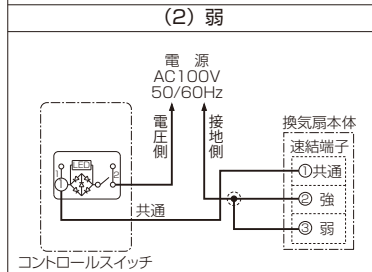 (2) 弱
電 源
AC100V
50/60Hz
電圧側
接地側
換気扇本体
速結端子
LED
1
2
①共通
② 強
③ 弱
共通
コントロールスイッチ